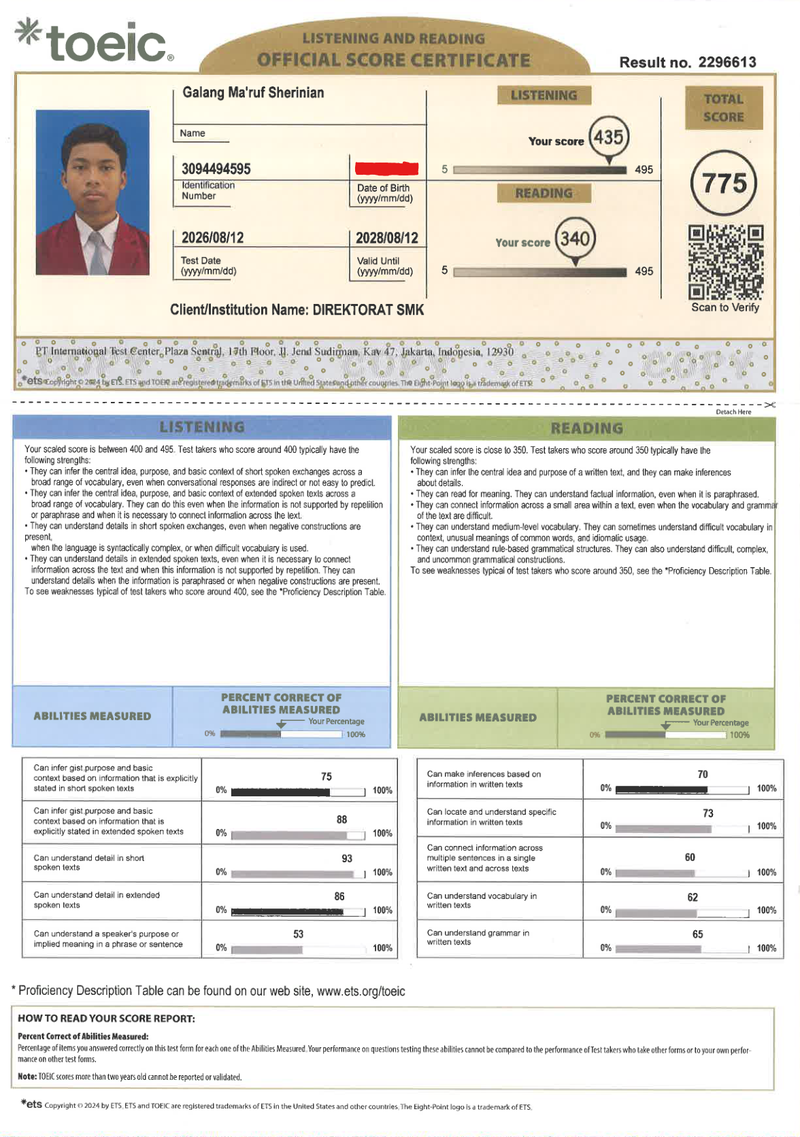 *toeic®
LISTENING AND READING
OFFICIAL SCORE CERTIFICATE
Result no. 2296613
Galang Ma'ruf Sherinian
Name
3094494595
Identification
Number
Date of Birth
(yyyy/mm/dd)
2026/08/12
Test Date
(yyyy/mm/dd)
2028/08/12
Valid Until
(yyyy/mm/dd)
Client/Institution Name: DIREKTORAT SMK
LISTENING
Your score 435
5 495
READING
Your score 340
5 495
TOTAL
SCORE
775
Scan to Verify
PT International Test Center, Plaza Sentral, 17th Floor, Jl. Jend Sudirman, Kav 47, Jakarta, Indonesia, 12930
*ets Copyright © 2024 by ETS. ETS and TOEIC are registered trademarks of ETS in the United States and other countries. The Eight-Point logo is a trademark of ETS.
Detach Here
LISTENING
Your scaled score is between 400 and 495. Test takers who score around 400 typically have the
following strengths:
• They can infer the central idea, purpose, and basic context of short spoken exchanges across a
broad range of vocabulary, even when conversational responses are indirect or not easy to predict.
• They can infer the central idea, purpose, and basic context of extended spoken texts across a
broad range of vocabulary. They can do this even when the information is not supported by repetition
or paraphrase and when it is necessary to connect information across the text.
• They can understand details in short spoken exchanges, even when negative constructions are
present,
when the language is syntactically complex, or when difficult vocabulary is used.
• They can understand details in extended spoken texts, even when it is necessary to connect
information across the text and when this information is not supported by repetition. They can
understand details when the information is paraphrased or when negative constructions are present.
To see weaknesses typical of test takers who score around 400, see the *Proficiency Description Table.
READING
Your scaled score is close to 350. Test takers who score around 350 typically have the
following strengths:
• They can infer the central idea and purpose of a written text, and they can make inferences
about details.
• They can read for meaning. They can understand factual information, even when it is paraphrased.
• They can connect information across a small area within a text, even when the vocabulary and grammar
of the text are difficult.
• They can understand medium-level vocabulary. They can sometimes understand difficult vocabulary in
context, unusual meanings of common words, and idiomatic usage.
• They can understand rule-based grammatical structures. They can also understand difficult, complex,
and uncommon grammatical constructions.
To see weaknesses typical of test takers who score around 350, see the *Proficiency Description Table.
ABILITIES MEASURED
PERCENT CORRECT OF
ABILITIES MEASURED
Your Percentage
0% 100%
ABILITIES MEASURED
PERCENT CORRECT OF
ABILITIES MEASURED
Your Percentage
0% 100%
Can infer gist,purpose and basic
context based on information that is explicitly
stated in short spoken texts
75
0% 100%
Can infer gist,purpose and basic
context based on information that is
explicitly stated in extended spoken texts
88
0% 100%
Can understand detail in short
spoken texts
93
0% 100%
Can understand detail in extended
spoken texts
86
0% 100%
Can understand a speaker's purpose or
implied meaning in a phrase or sentence
53
0% 100%
Can make inferences based on
information in written texts
70
0% 100%
Can locate and understand specific
information in written texts
73
0% 100%
Can connect information across
multiple sentences in a single
written text and across texts
60
0% 100%
Can understand vocabulary in
written texts
62
0% 100%
Can understand grammar in
written texts
65
0% 100%
* Proficiency Description Table can be found on our web site, www.ets.org/toeic
HOW TO READ YOUR SCORE REPORT:
Percent Correct of Abilities Measured:
Percentage of items you answered correctly on this test form for each one of the Abilities Measured. Your performance on questions testing these abilities cannot be compared to the performance of Test takers who take other forms or to your own perfor-
mance on other test forms.
Note: TOEIC scores more than two years old cannot be reported or validated.
*ets Copyright © 2024 by ETS. ETS and TOEIC are registered trademarks of ETS in the United States and other countries. The Eight-Point logo is a trademark of ETS.